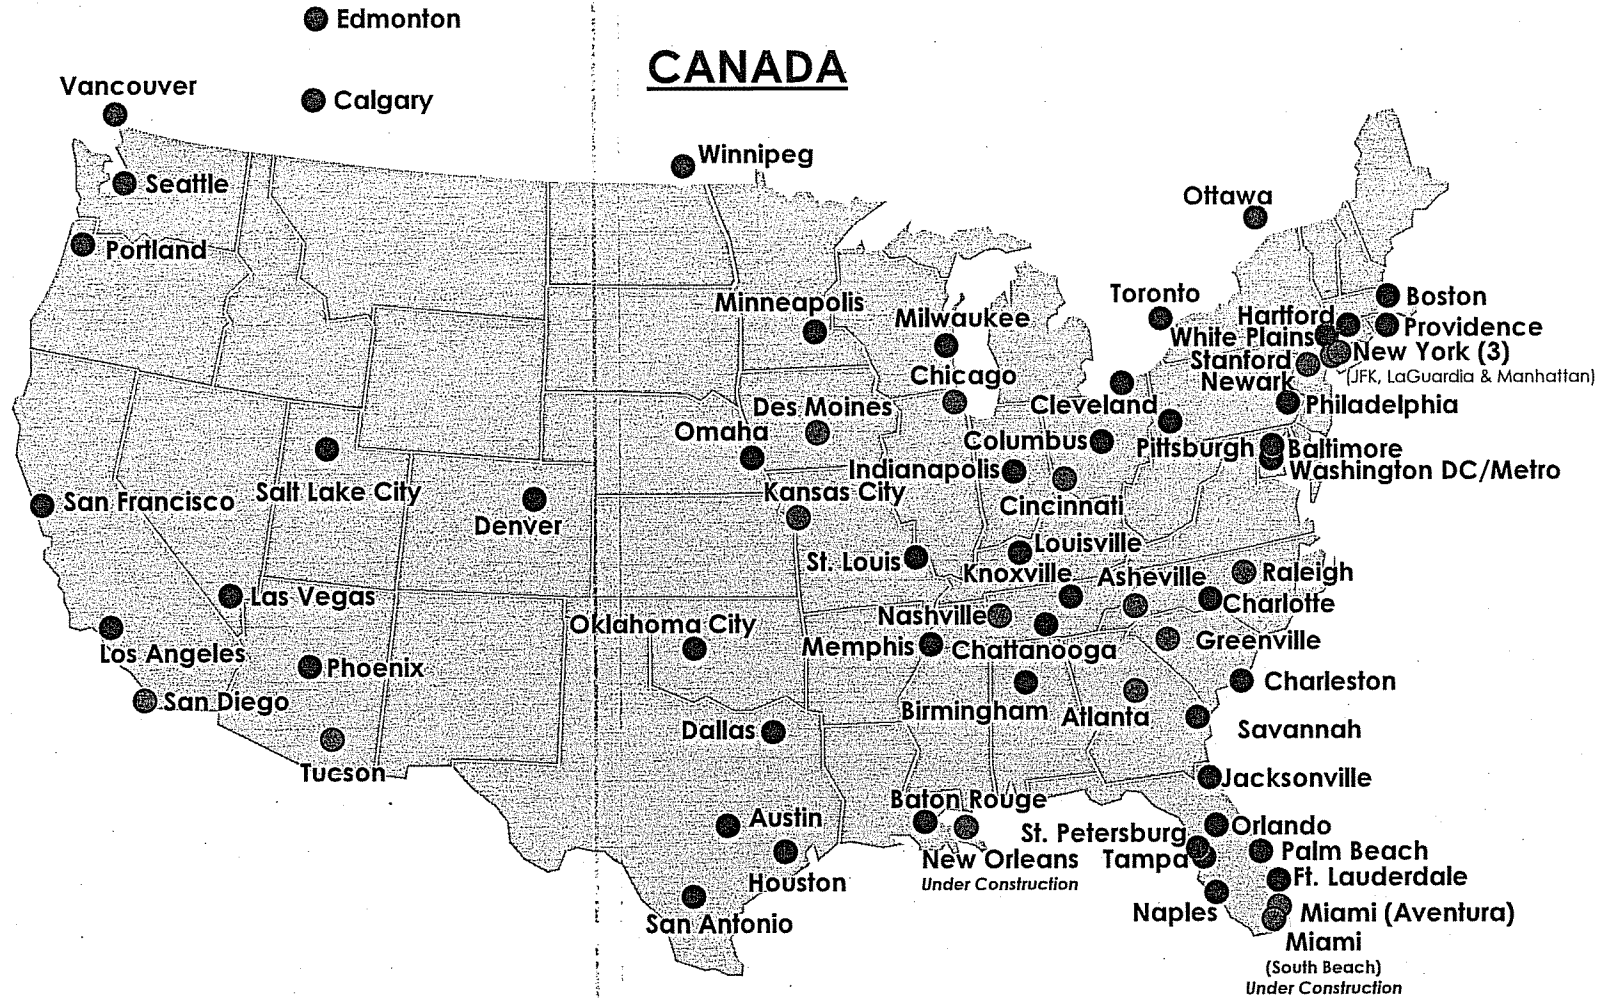 Edmonton
CANADA
Vancouver
Calgary
Winnipeg
Seattle
Ottawa
Portland
Toronto
Boston
Minneapolis
Milwaukee
Hartford
Providence
White Plains
New York (3)
Stanford
(JFK, LaGuardia & Manhattan)
Chicago
Newark
Des Moines
Cleveland
Philadelphia
Omaha
Columbus
Pittsburgh
Baltimore
Indianapolis
Washington DC/Metro
Salt Lake City
Kansas City
San Francisco
Cincinnati
Denver
Louisville
St. Louis
Knoxville
Asheville
Raleigh
Las Vegas
Charlotte
Nashville
Oklahoma City
Greenville
Los Angeles
Memphis
Chattanooga
Phoenix
Charleston
San Diego
Birmingham
Atlanta
Dallas
Savannah
Tucson
Jacksonville
Baton Rouge
Austin
Orlando
St. Petersburg
New Orleans
Tampa
Palm Beach
Under Construction
Houston
Ft. Lauderdale
San Antonio
Naples
Miami (Aventura)
Miami
(South Beach)
Under Construction